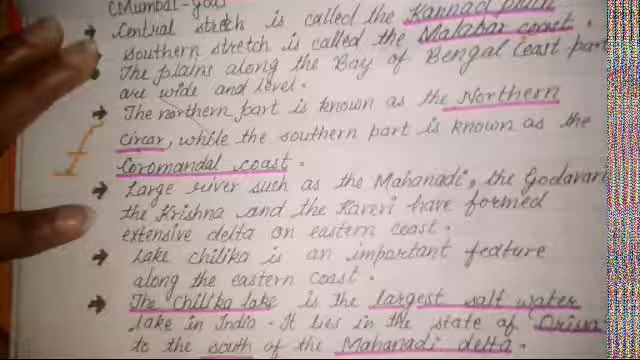 (Mumbai-Goa)
Central stretch is called the Kannad plain
southern stretch is called the Malabar coast.
The plains along the Bay of Bengal (east part
are wide and level.
The northern part is known as the Northern
circar, while the southern part is known as the
Coromandal coast.
Large river such as the Mahanadi, the Godavari
the Krishna and the Kaveri have formed
extensive delta on eastern coast.
Lake chilika is an important feature
along the eastern coast.
The Chilika lake is the largest salt water
lake in India. It lies in the state of Orissa
to the south of the Mahanadi delta.